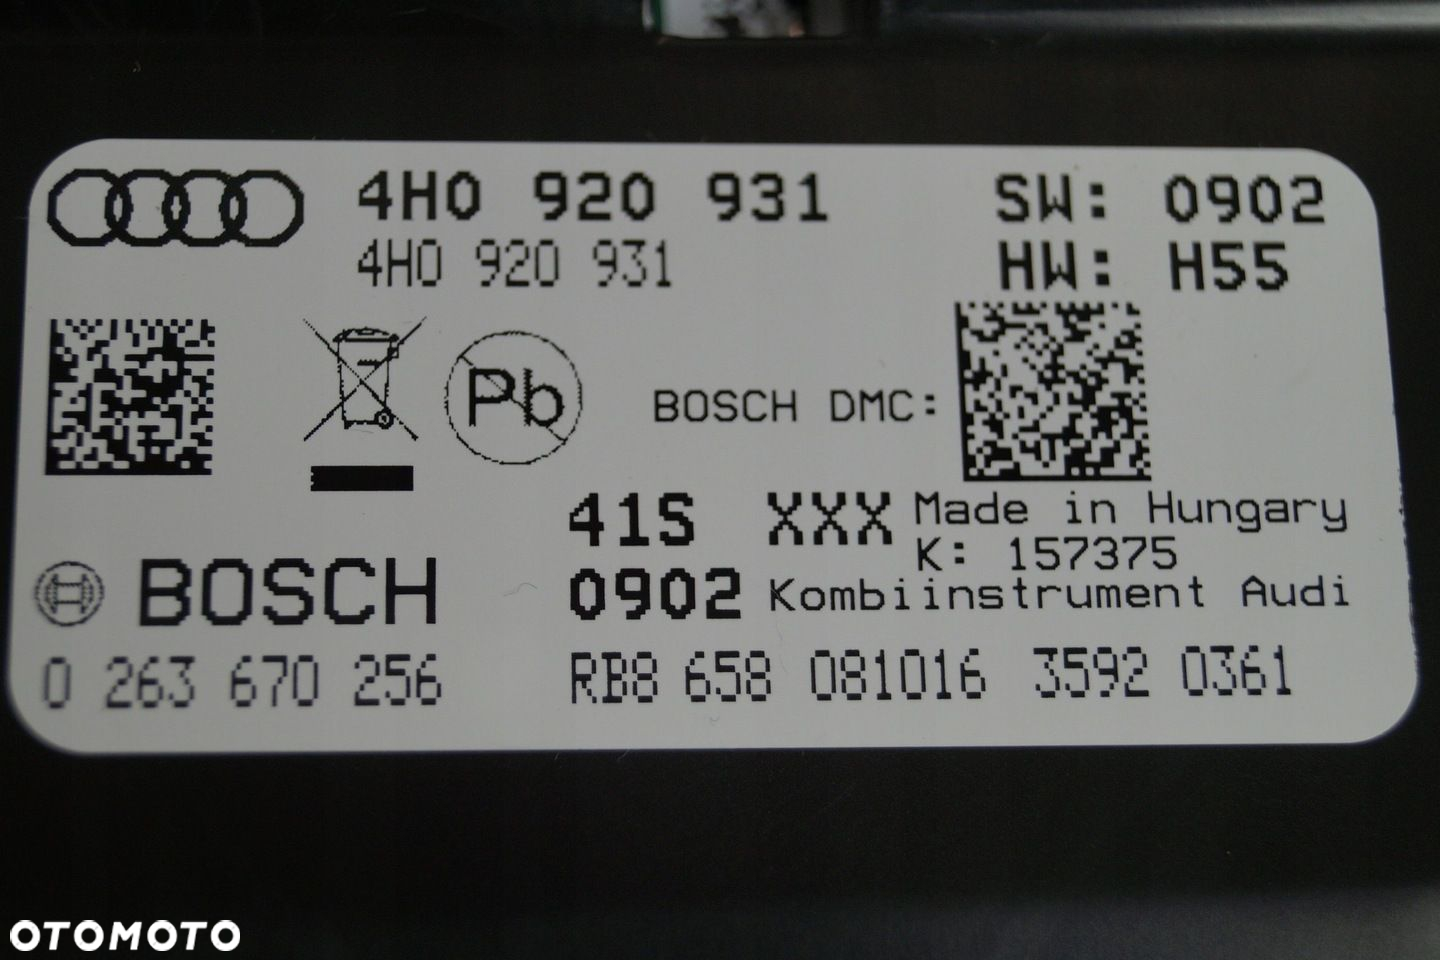 4H0 920 931 SW: 0902
4H0 920 931 HW: H55
Pb
BOSCH DMC:
41S XXX Made in Hungary
K: 157375
BOSCH 0902 Kombiinstrument Audi
0 263 670 256 RB8 658 081016 3592 0361
OTOMOTO